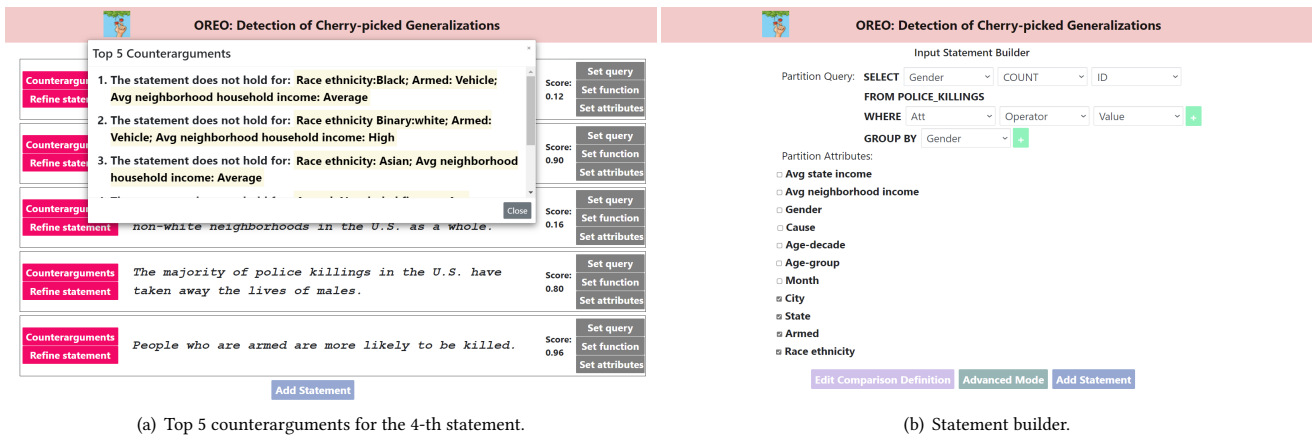 OREO: Detection of Cherry-picked Generalizations
Top 5 Counterarguments
×
1. The statement does not hold for: Race ethnicity:Black; Armed: Vehicle;
Avg neighborhood household income: Average
2. The statement does not hold for: Race ethnicity Binary:white; Armed:
Vehicle; Avg neighborhood household income: High
3. The statement does not hold for: Race ethnicity: Asian; Avg neighborhood
household income: Average
Close
Score:
0.12
Set query
Set function
Set attributes
Score:
0.90
Set query
Set function
Set attributes
Refine statement
non-white neighborhoods in the U.S. as a whole.
Score:
0.16
Set query
Set function
Set attributes
Counterarguments
Refine statement
The majority of police killings in the U.S. have
taken away the lives of males.
Score:
0.80
Set query
Set function
Set attributes
Counterarguments
Refine statement
People who are armed are more likely to be killed.
Score:
0.96
Set query
Set function
Set attributes
Add Statement
(a) Top 5 counterarguments for the 4-th statement.
OREO: Detection of Cherry-picked Generalizations
Input Statement Builder
Partition Query: SELECT Gender COUNT ID
FROM POLICE_KILLINGS
WHERE Att Operator Value +
GROUP BY Gender +
Partition Attributes:
Avg state income
Avg neighborhood income
Gender
Cause
Age-decade
Age-group
Month
City
State
Armed
Race ethnicity
Edit Comparison Definition Advanced Mode Add Statement
(b) Statement builder.